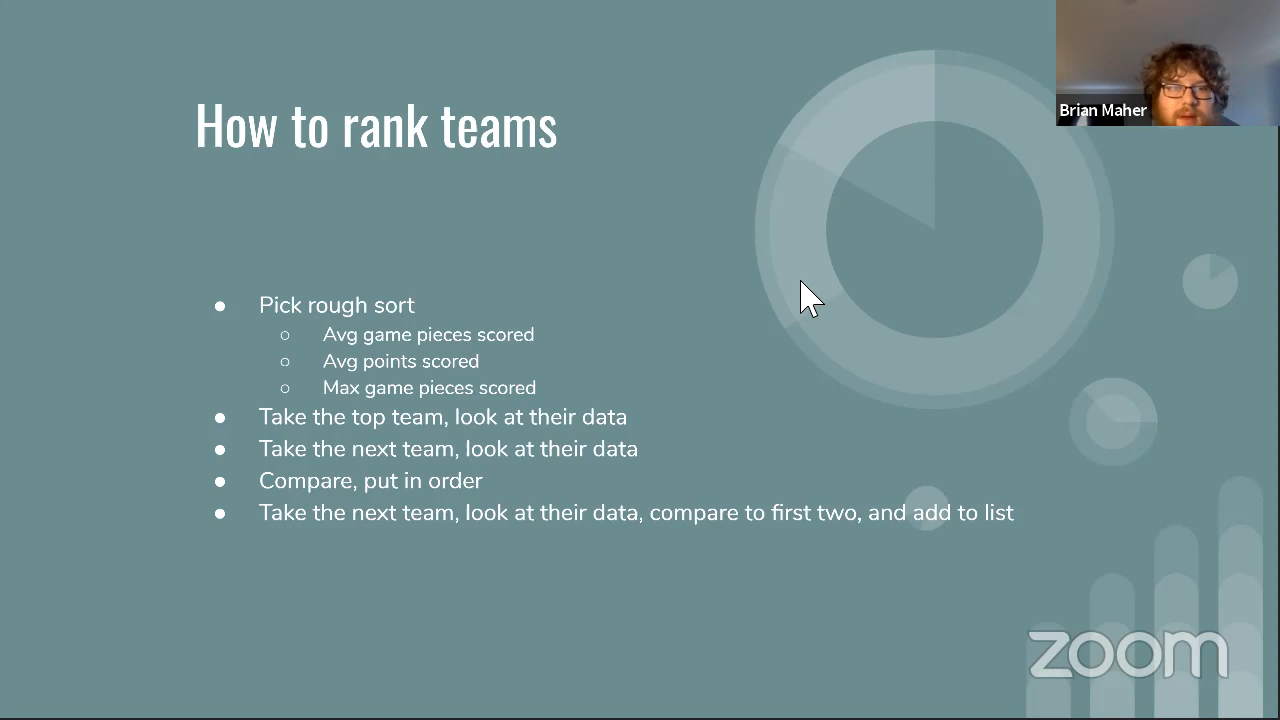 How to rank teams
Brian Maher
● Pick rough sort
○ Avg game pieces scored
○ Avg points scored
○ Max game pieces scored
● Take the top team, look at their data
● Take the next team, look at their data
● Compare, put in order
● Take the next team, look at their data, compare to first two, and add to list
zoom